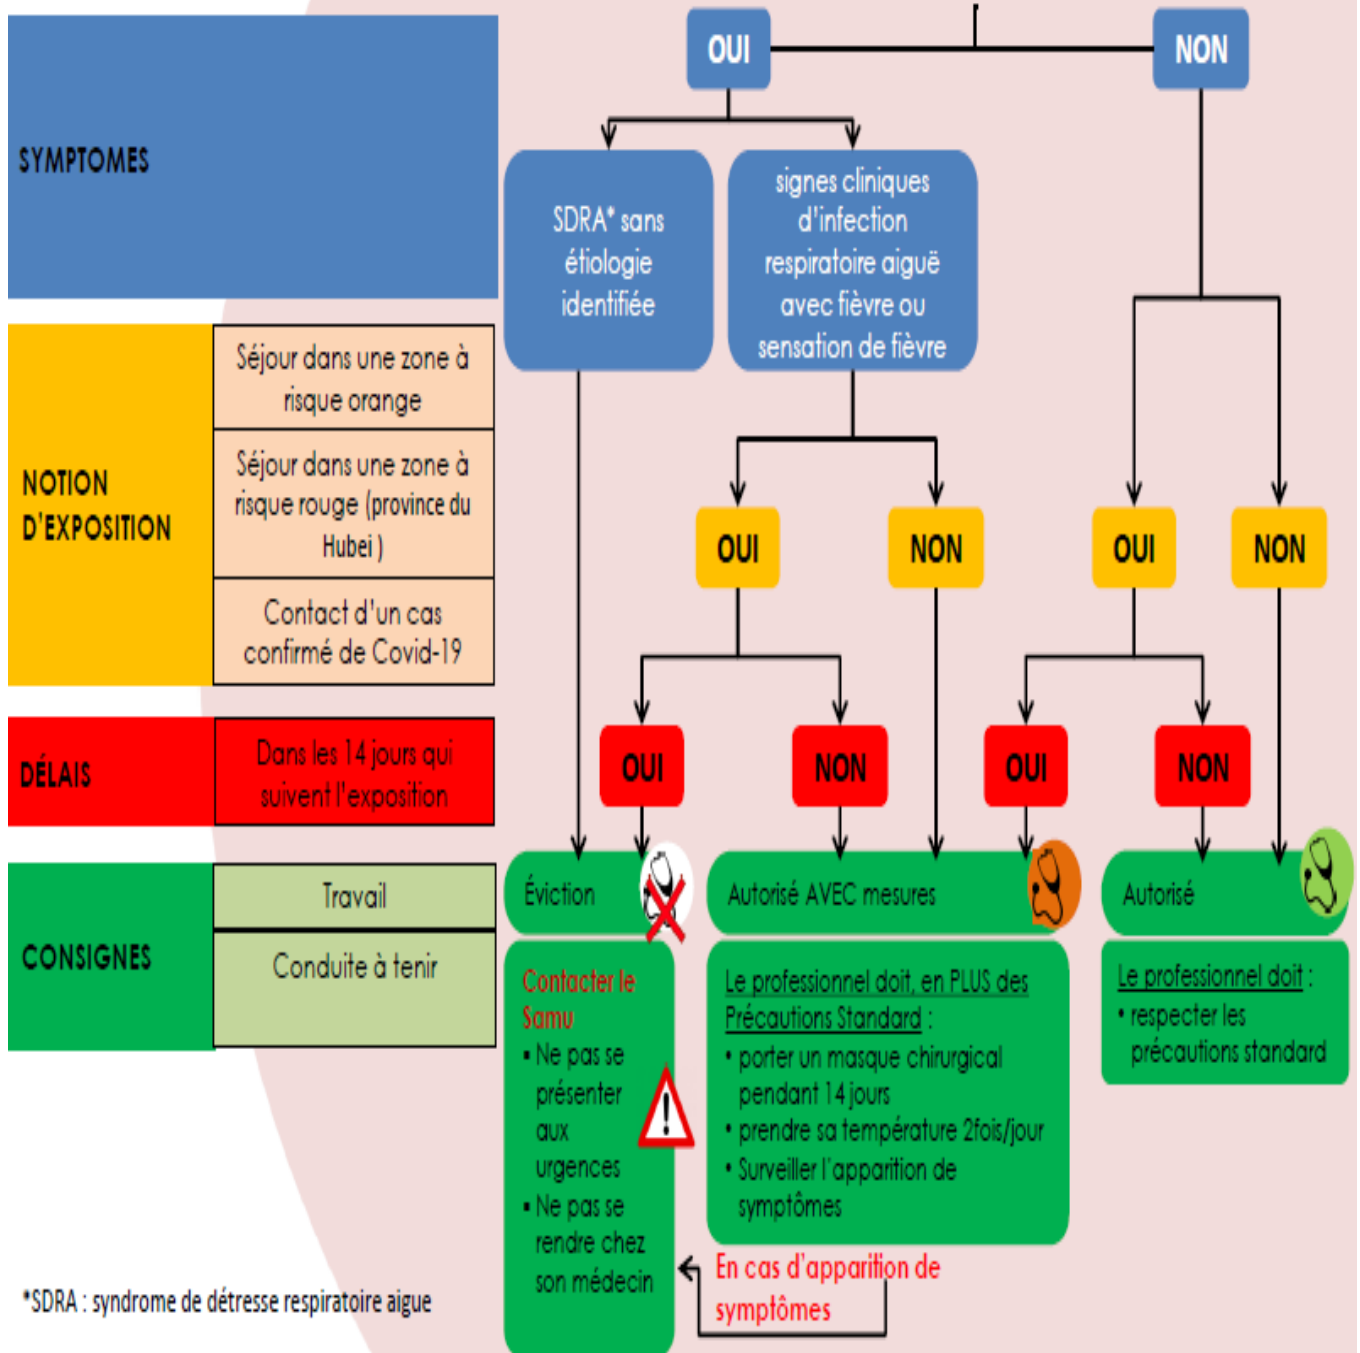 OUI
NON
SYMPTOMES
SDRA* sans
étiologie
identifiée
signes cliniques
d'infection
respiratoire aiguë
avec fièvre ou
sensation de fièvre
NOTION
D'EXPOSITION
Séjour dans une zone à
risque orange
Séjour dans une zone à
risque rouge (province du
Hubei )
Contact d'un cas
confirmé de Covid-19
OUI
NON
OUI
NON
DÉLAIS
Dans les 14 jours qui
suivent l'exposition
OUI
NON
OUI
NON
CONSIGNES
Travail
Conduite à tenir
Éviction
Autorisé AVEC mesures
Autorisé
Contacter le
Samu
▪ Ne pas se
présenter
aux
urgences
▪ Ne pas se
rendre chez
son médecin
Le professionnel doit, en PLUS des
Précautions Standard :
• porter un masque chirurgical
pendant 14 jours
• prendre sa température 2fois/jour
• Surveiller l'apparition de
symptômes
Le professionnel doit :
• respecter les
précautions standard
En cas d'apparition de
symptômes
*SDRA : syndrome de détresse respiratoire aigue